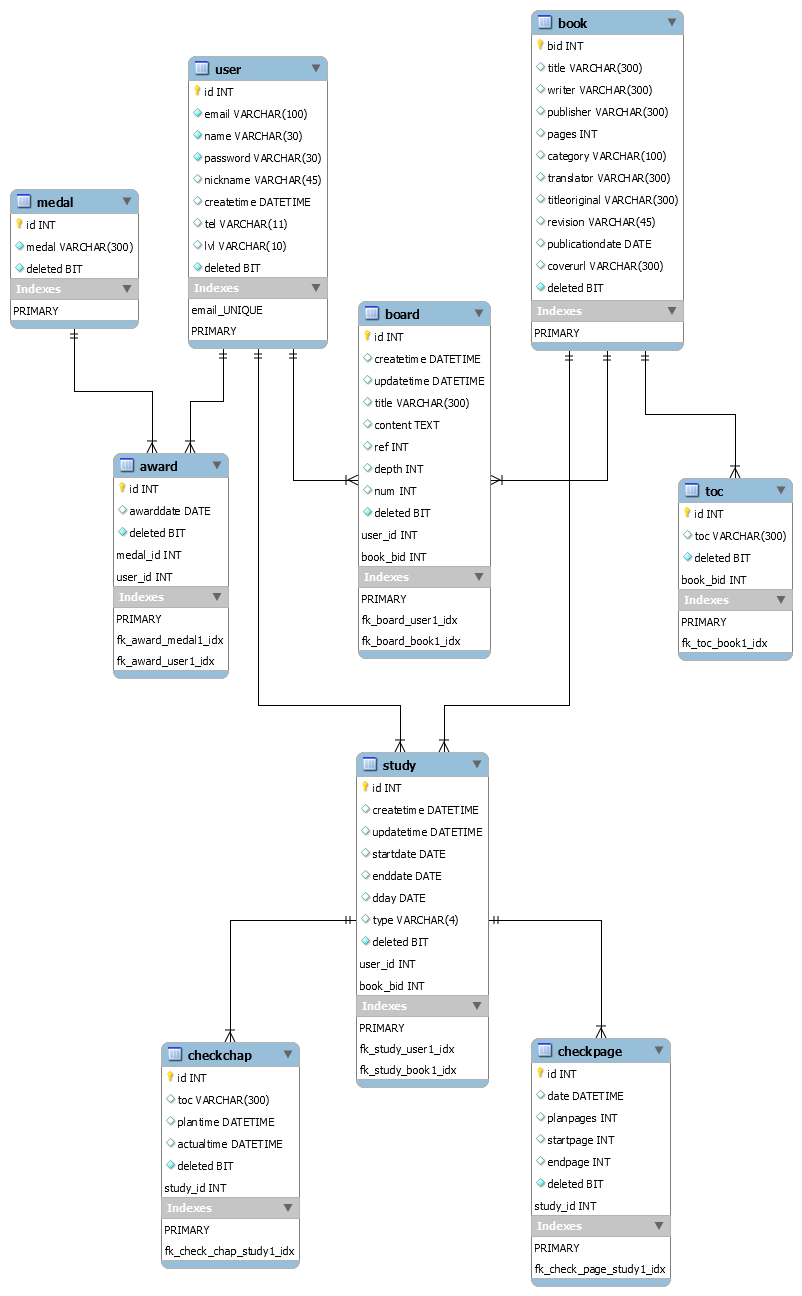 book
bid INT
title VARCHAR(300)
writer VARCHAR(300)
publisher VARCHAR(300)
pages INT
category VARCHAR(100)
translator VARCHAR(300)
titleoriginal VARCHAR(300)
revision VARCHAR(45)
publicationdate DATE
coverurl VARCHAR(300)
deleted BIT
Indexes
PRIMARY
user
id INT
email VARCHAR(100)
name VARCHAR(30)
password VARCHAR(30)
nickname VARCHAR(45)
createtime DATETIME
tel VARCHAR(11)
lvl VARCHAR(10)
deleted BIT
Indexes
email_UNIQUE
PRIMARY
medal
id INT
medal VARCHAR(300)
deleted BIT
Indexes
PRIMARY
board
id INT
createtime DATETIME
updatetime DATETIME
title VARCHAR(300)
content TEXT
ref INT
depth INT
num INT
deleted BIT
user_id INT
book_bid INT
Indexes
PRIMARY
fk_board_user1_idx
fk_board_book1_idx
award
id INT
awarddate DATE
deleted BIT
medal_id INT
user_id INT
Indexes
PRIMARY
fk_award_medal1_idx
fk_award_user1_idx
toc
id INT
toc VARCHAR(300)
deleted BIT
book_bid INT
Indexes
PRIMARY
fk_toc_book1_idx
study
id INT
createtime DATETIME
updatetime DATETIME
startdate DATE
enddate DATE
dday DATE
type VARCHAR(4)
deleted BIT
user_id INT
book_bid INT
Indexes
PRIMARY
fk_study_user1_idx
fk_study_book1_idx
checkchap
id INT
toc VARCHAR(300)
plantime DATETIME
actualtime DATETIME
deleted BIT
study_id INT
Indexes
PRIMARY
fk_check_chap_study1_idx
checkpage
id INT
date DATETIME
planpages INT
startpage INT
endpage INT
deleted BIT
study_id INT
Indexes
PRIMARY
fk_check_page_study1_idx